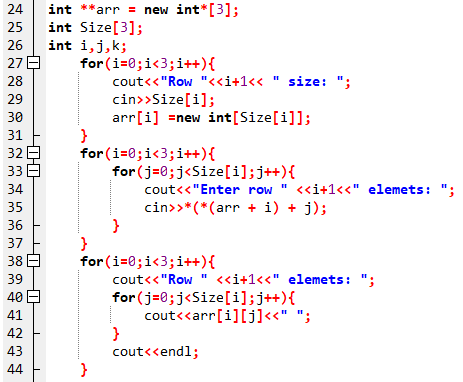 24 int **arr = new int*[3];
25 int Size[3];
26 int i,j,k;
27 for(i=0;i<3;i++){
28 cout<<"Row "<<i+1<< " size: ";
29 cin>>Size[i];
30 arr[i] =new int[Size[i]];
31 }
32 for(i=0;i<3;i++){
33 for(j=0;j<Size[i];j++){
34 cout<<"Enter row " <<i+1<<" elemets: ";
35 cin>>*(*(arr + i) + j);
36 }
37 }
38 for(i=0;i<3;i++){
39 cout<<"Row " <<i+1<<" elemets: ";
40 for(j=0;j<Size[i];j++){
41 cout<<arr[i][j]<<" ";
42 }
43 cout<<endl;
44 }